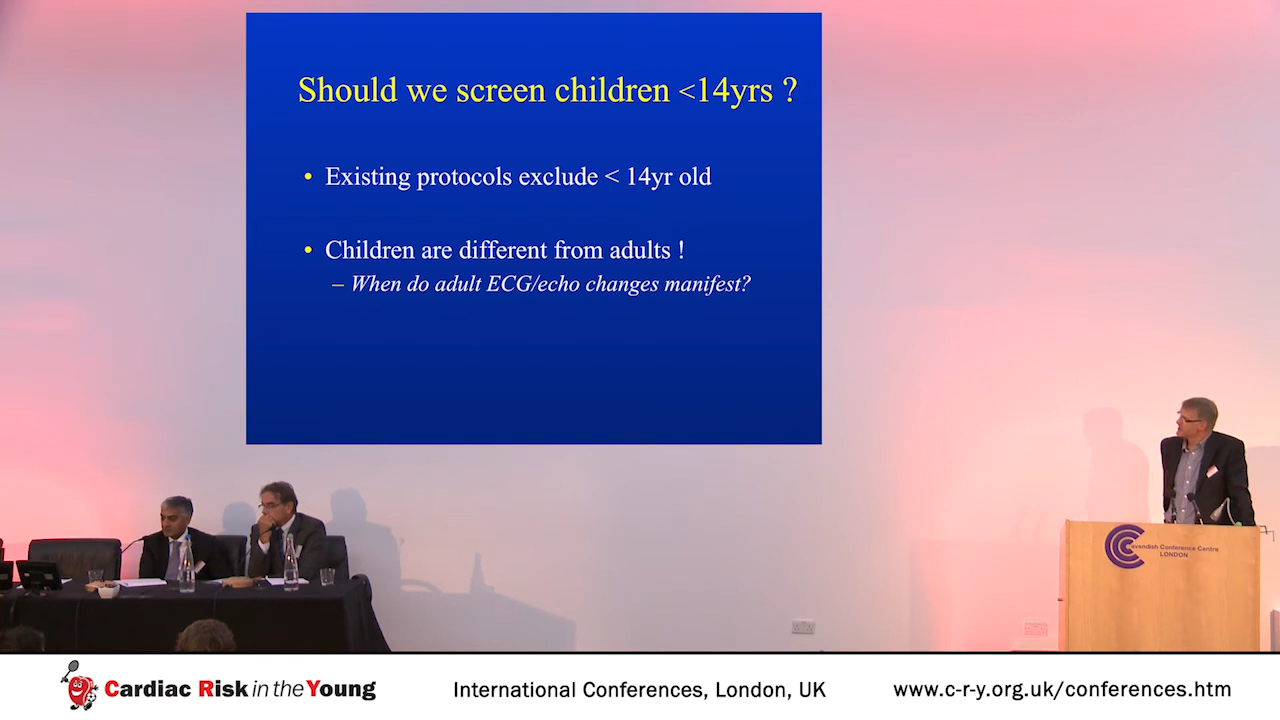 Should we screen children <14yrs ?
• Existing protocols exclude < 14yr old
• Children are different from adults !
– When do adult ECG/echo changes manifest?
Cavendish Conference Centre
LONDON
Cardiac Risk in the Young
International Conferences, London, UK
www.c-r-y.org.uk/conferences.htm